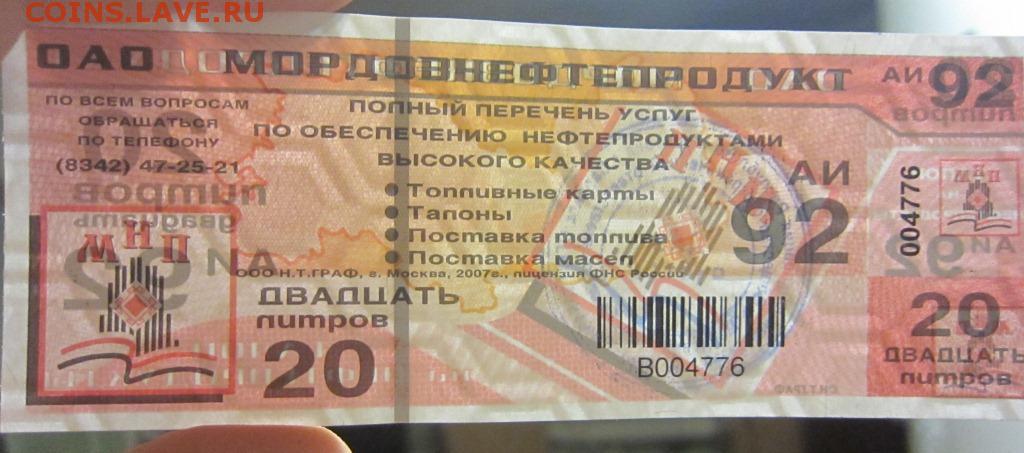 COINS.LAVE.RU
ОАО МОРДОВНЕФТЕПРОДУКТ
АИ 92
ПО ВСЕМ ВОПРОСАМ
ОБРАЩАТЬСЯ
ПО ТЕЛЕФОНУ
(8342) 47-25-21
ПОЛНЫЙ ПЕРЕЧЕНЬ УСЛУГ
ПО ОБЕСПЕЧЕНИЮ НЕФТЕПРОДУКТАМИ
ВЫСОКОГО КАЧЕСТВА
● Топливные карты
● Талоны
● Поставка топлива
● Поставка масел
АИ
92
004776
ООО Н.Т.ГРАФ, г. Москва, 2007г., лицензия ФНС России
ДВАДЦАТЬ
литров
20
B004776
20
ДВАДЦАТЬ
литров